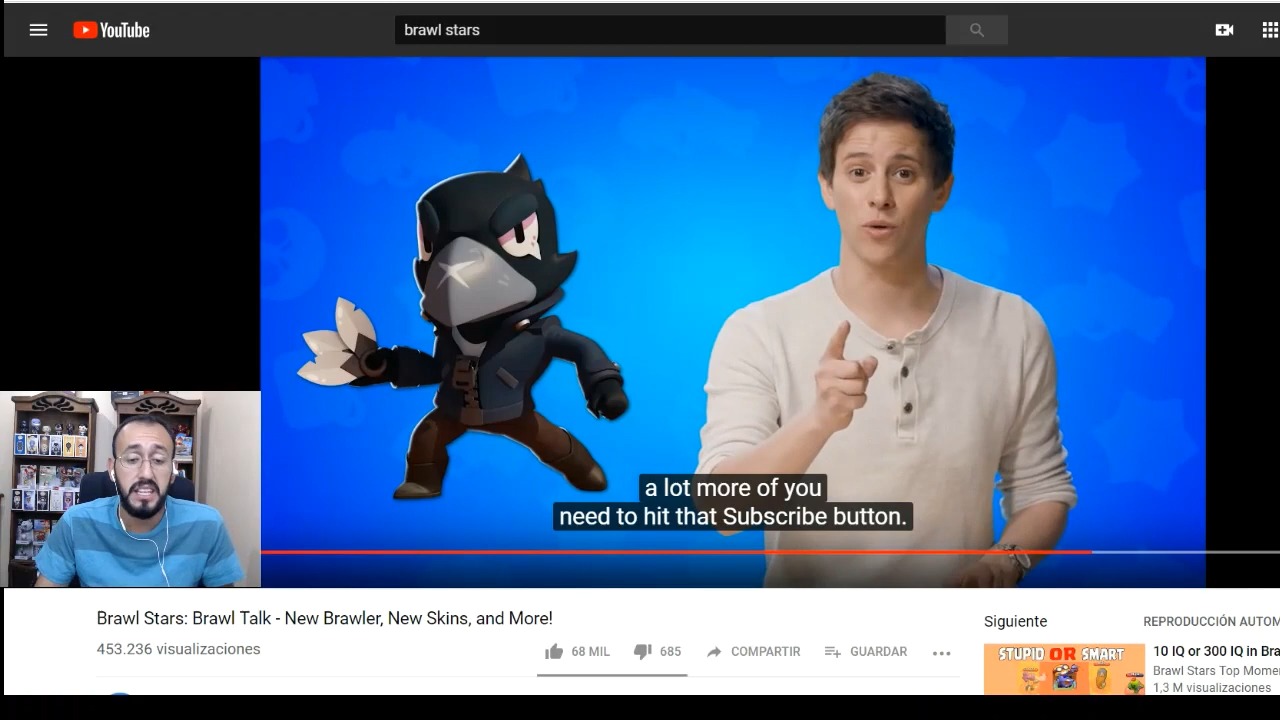 YouTube
brawl stars
a lot more of you
need to hit that Subscribe button.
Brawl Stars: Brawl Talk - New Brawler, New Skins, and More!
453.236 visualizaciones
68 MIL
685
COMPARTIR
GUARDAR
Siguiente
REPRODUCCIÓN AUTOM
STUPID OR SMART
10 IQ or 300 IQ in Bra
Brawl Stars Top Mome
1,3 M visualizaciones